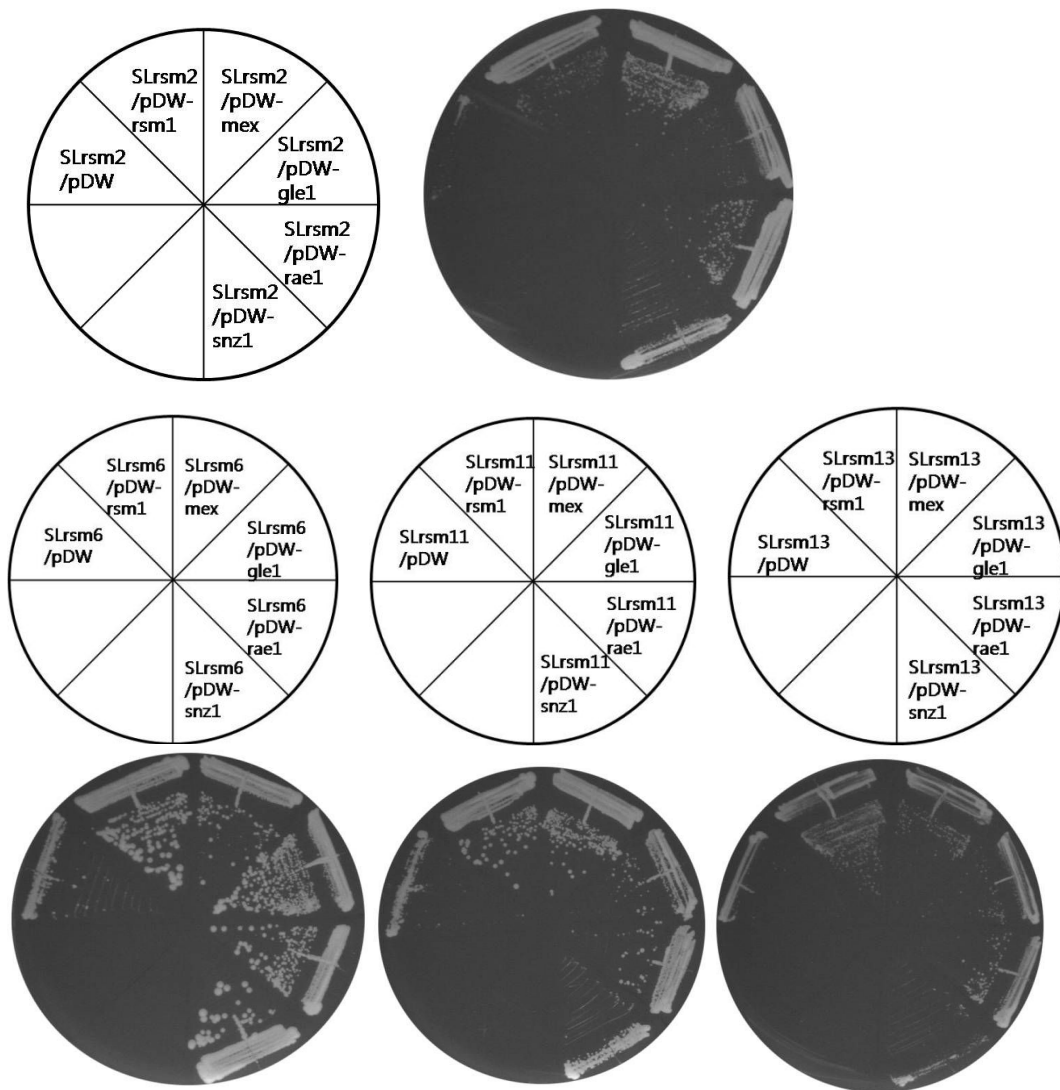 SLrsm2
/pDW
SLrsm2
/pDW-
rsm1
SLrsm2
/pDW-
mex
SLrsm2
/pDW-
gle1
SLrsm2
/pDW-
rae1
SLrsm2
/pDW-
snz1
SLrsm6
/pDW
SLrsm6
/pDW-
rsm1
SLrsm6
/pDW-
mex
SLrsm6
/pDW-
gle1
SLrsm6
/pDW-
rae1
SLrsm6
/pDW-
snz1
SLrsm11
/pDW
SLrsm11
/pDW-
rsm1
SLrsm11
/pDW-
mex
SLrsm11
/pDW-
gle1
SLrsm11
/pDW-
rae1
SLrsm11
/pDW-
snz1
SLrsm13
/pDW
SLrsm13
/pDW-
rsm1
SLrsm13
/pDW-
mex
SLrsm13
/pDW-
gle1
SLrsm13
/pDW-
rae1
SLrsm13
/pDW-
snz1